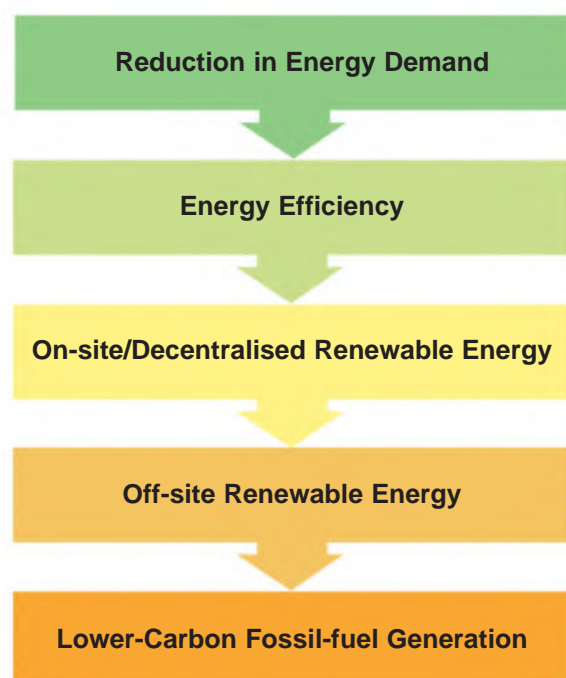 Reduction in Energy Demand
Energy Efficiency
On-site/Decentralised Renewable Energy
Off-site Renewable Energy
Lower-Carbon Fossil-fuel Generation